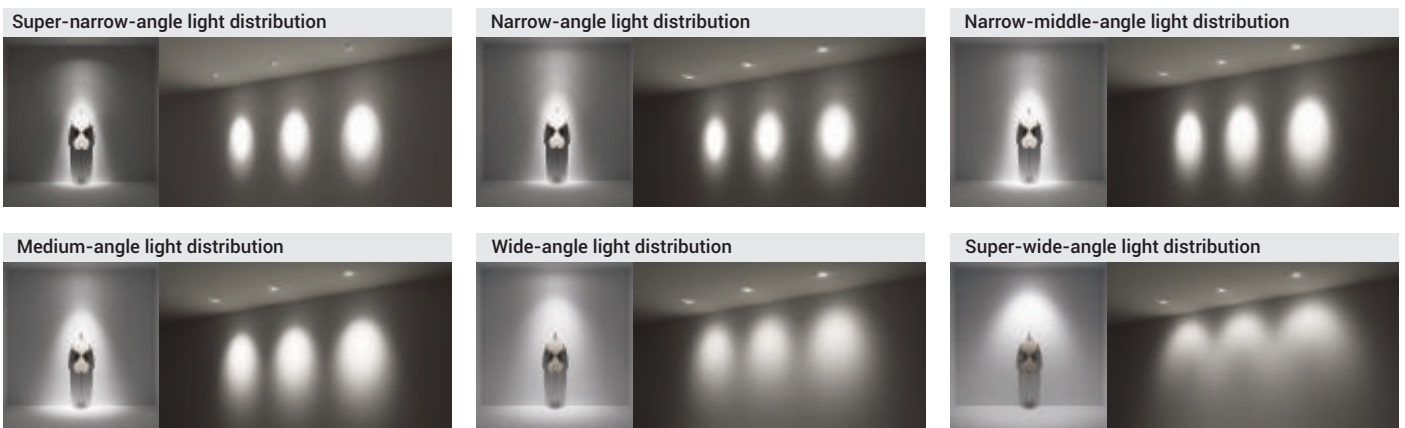 Super-narrow-angle light distribution
Narrow-angle light distribution
Narrow-middle-angle light distribution
Medium-angle light distribution
Wide-angle light distribution
Super-wide-angle light distribution